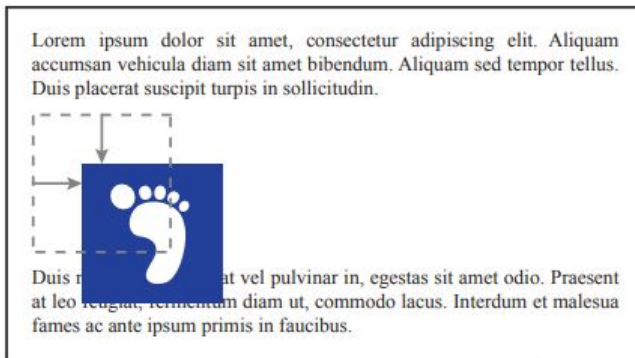 Lorem ipsum dolor sit amet, consectetur adipiscing elit. Aliquam
accumsan vehicula diam sit amet bibendum. Aliquam sed tempor tellus.
Duis placerat suscipit turpis in sollicitudin.
Duis at vel pulvinar in, egestas sit amet odio. Praesent
at leo feugiat, fermentum diam ut, commodo lacus. Interdum et malesua
fames ac ante ipsum primis in faucibus.